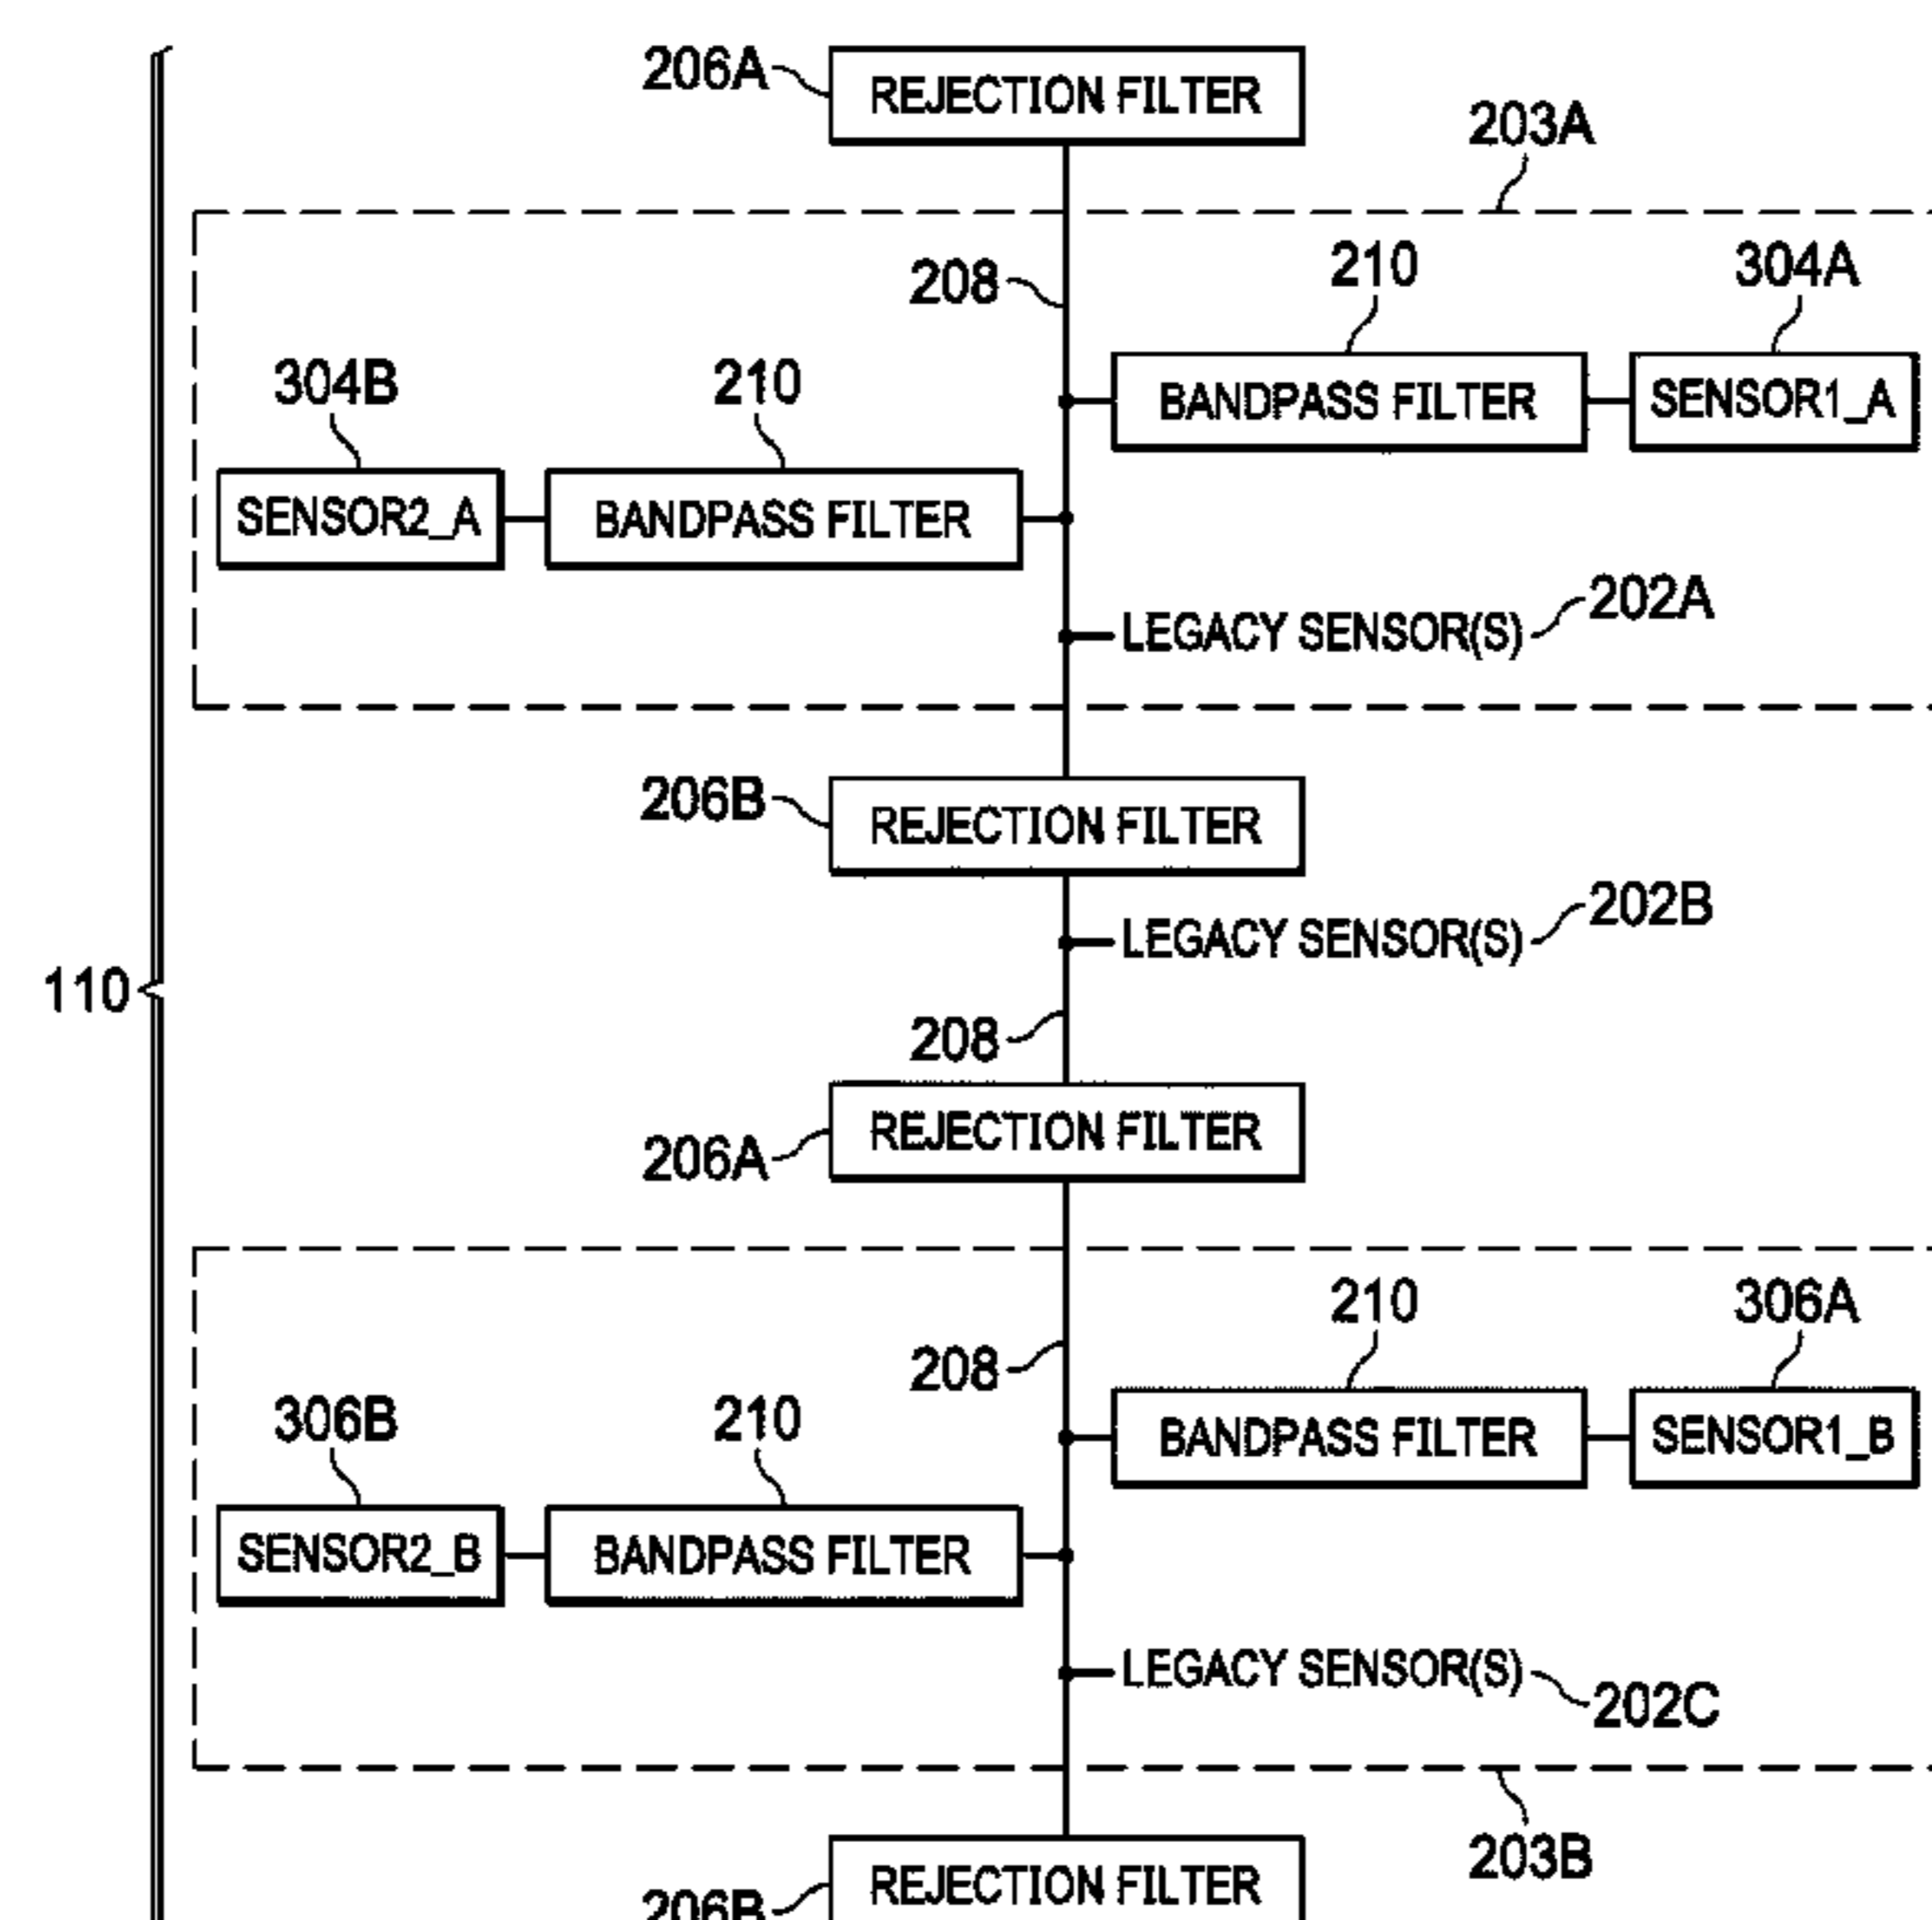 206A
REJECTION FILTER
203A
208
210
304A
304B
210
BANDPASS FILTER
SENSOR1_A
SENSOR2_A
BANDPASS FILTER
LEGACY SENSOR(S)
202A
206B
REJECTION FILTER
LEGACY SENSOR(S)
202B
110
208
206A
REJECTION FILTER
208
210
306A
306B
210
BANDPASS FILTER
SENSOR1_B
SENSOR2_B
BANDPASS FILTER
LEGACY SENSOR(S)
202C
203B
206B
REJECTION FILTER